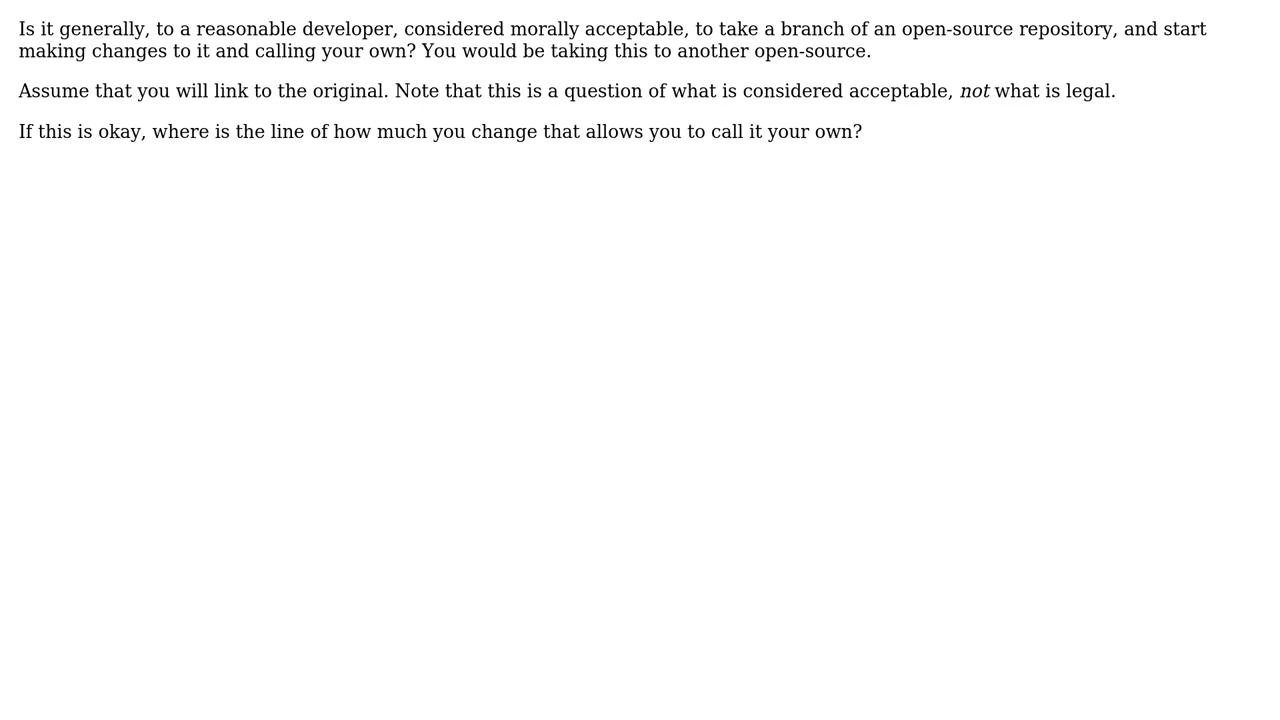 Is it generally, to a reasonable developer, considered morally acceptable, to take a branch of an open-source repository, and start
making changes to it and calling your own? You would be taking this to another open-source.
Assume that you will link to the original. Note that this is a question of what is considered acceptable, not what is legal.
If this is okay, where is the line of how much you change that allows you to call it your own?